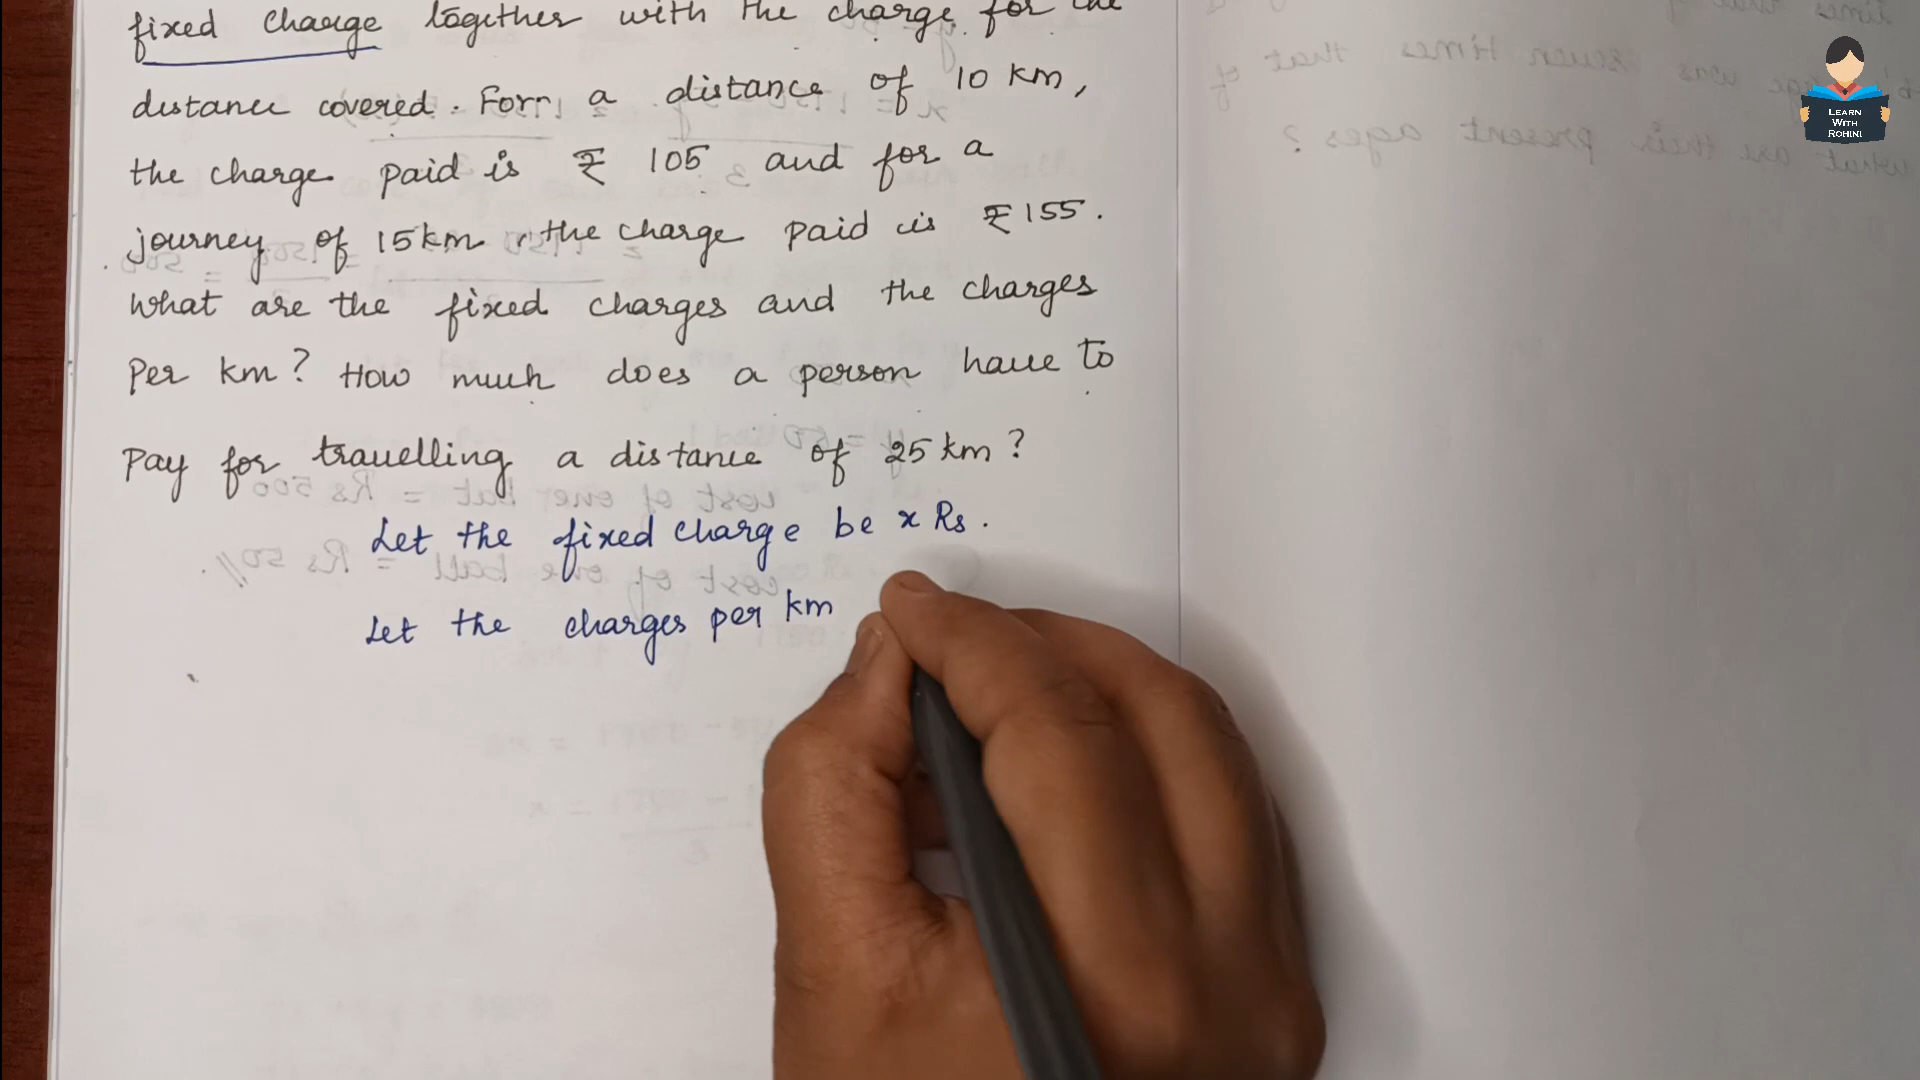 fixed charge together with the charge for the
distance covered. For a distance of 10 km,
the charge paid is ₹ 105 and for a
journey of 15 km, the charge paid is ₹155.
What are the fixed charges and the charges
Per km? How much does a person have to
Pay for travelling a distance of 25 km?
Let the fixed charge be x Rs.
Let the charges per km
LEARN
WITH
ROHINI